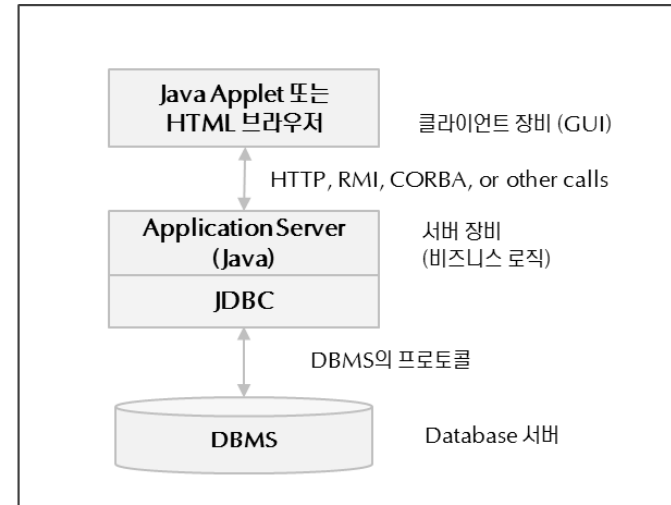 Java Applet 또는
HTML 브라우저
클라이언트 장비 (GUI)
HTTP, RMI, CORBA, or other calls
Application Server
(Java)
서버 장비
(비즈니스 로직)
JDBC
DBMS의 프로토콜
DBMS
Database 서버